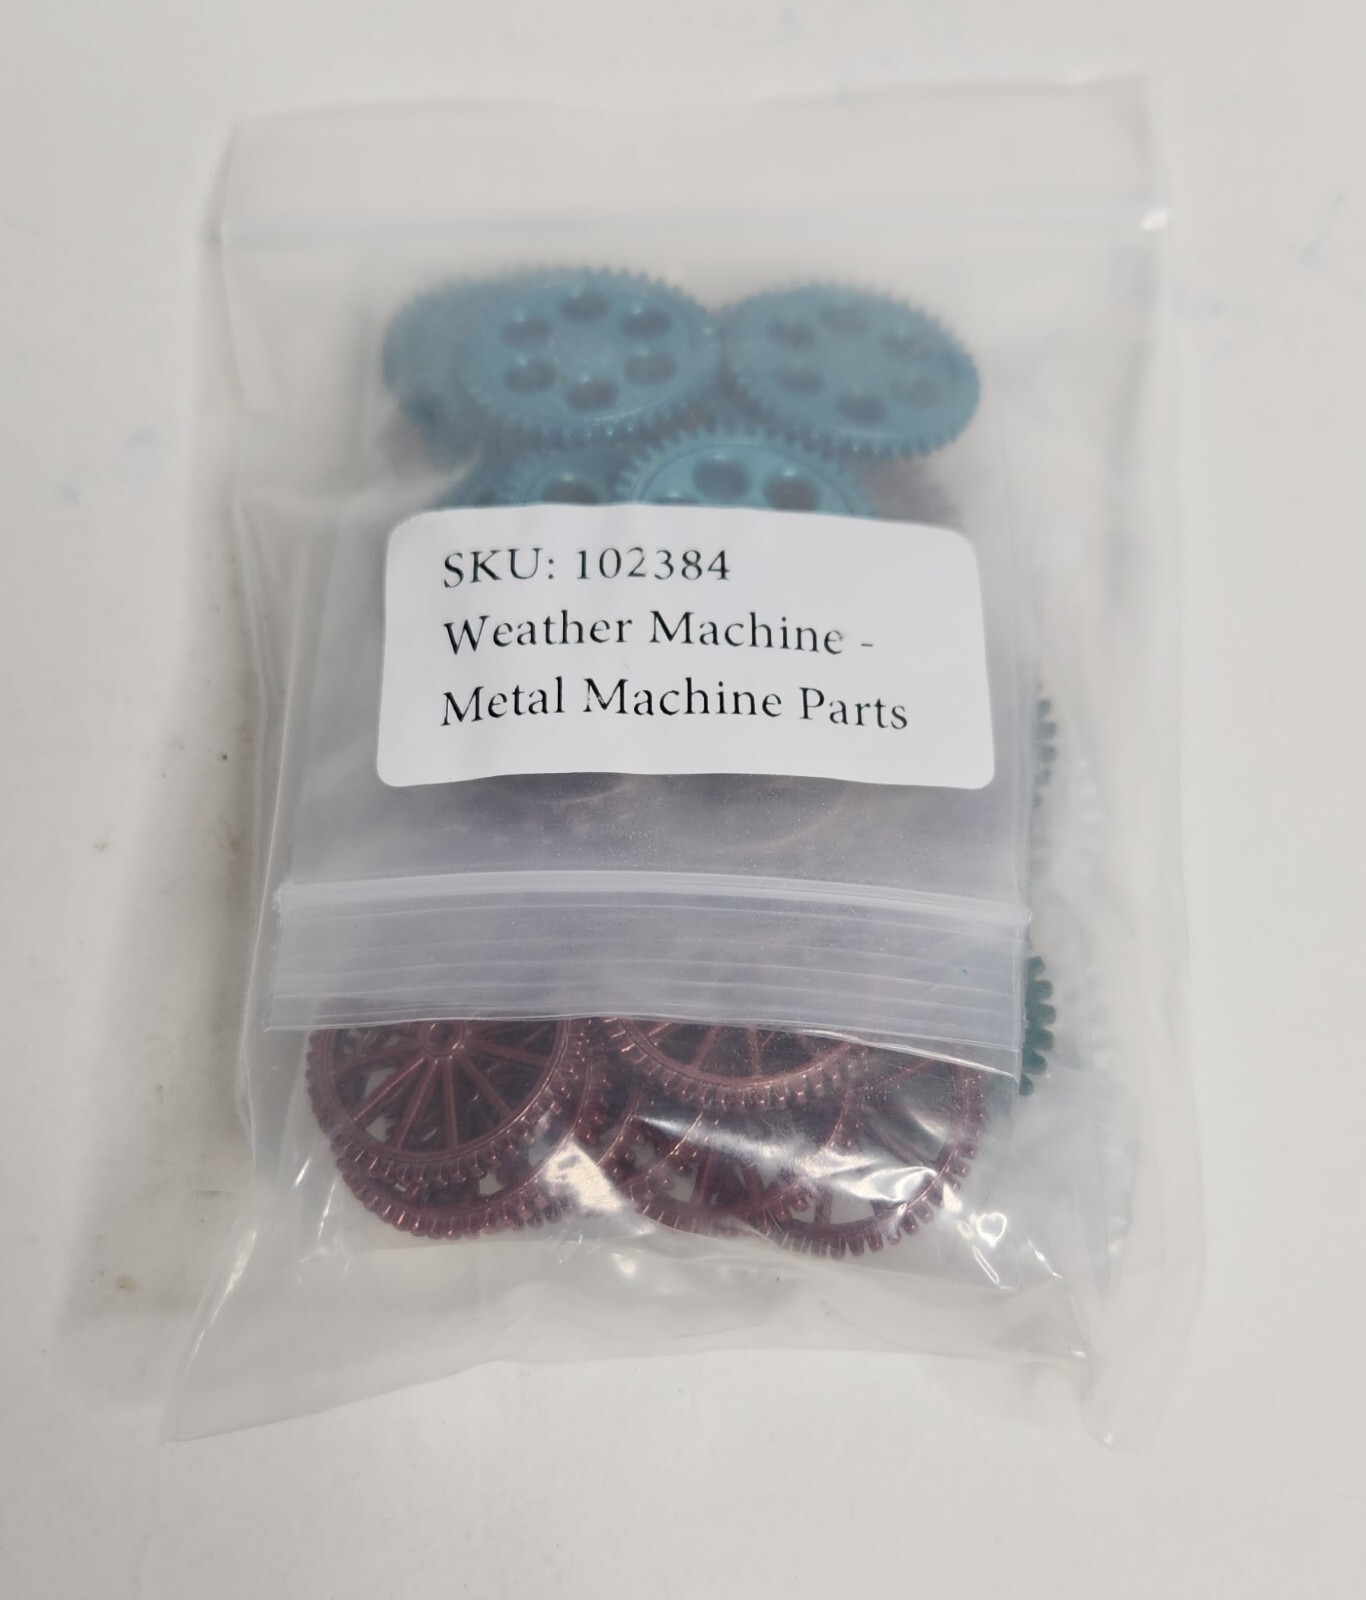 SKU: 102384
Weather Machine -
Metal Machine Parts